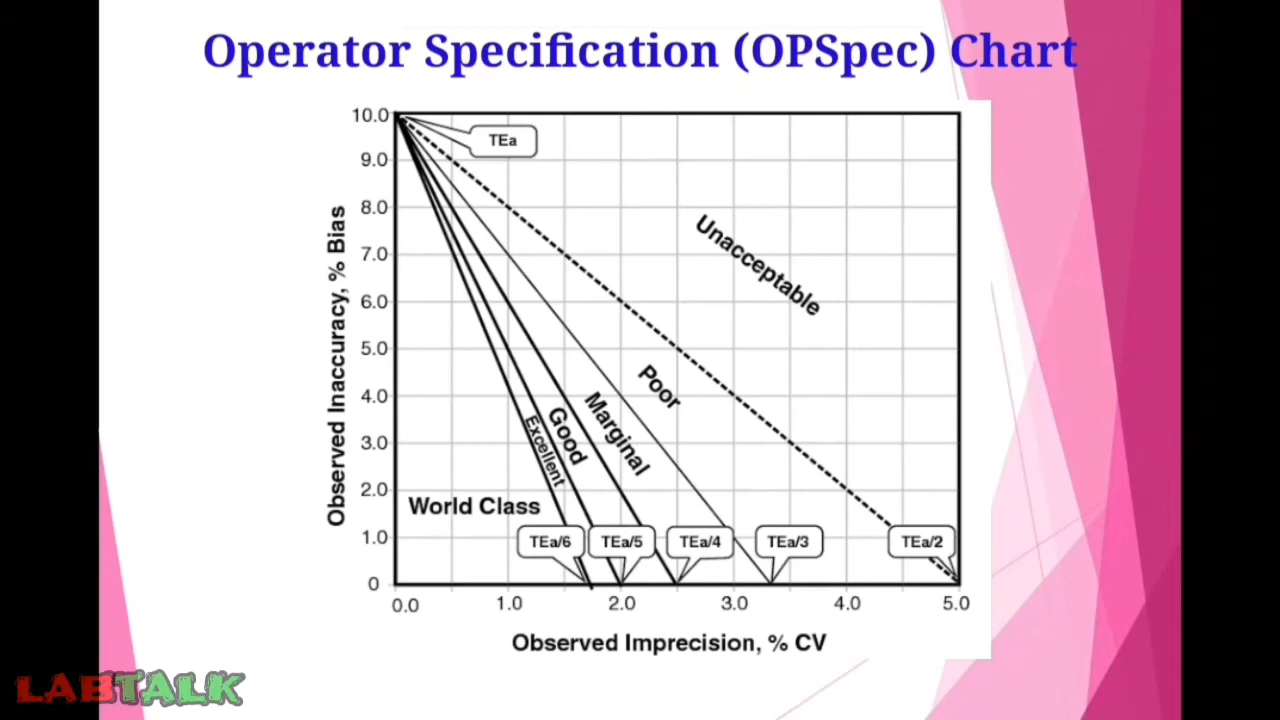 Operator Specification (OPSpec) Chart
10.0
TEa
9.0
8.0
Unacceptable
7.0
6.0
5.0
4.0
Poor
Marginal
Good
Excellent
3.0
2.0
World Class
1.0
TEa/6
TEa/5
TEa/4
TEa/3
TEa/2
0
0.0
1.0
2.0
3.0
4.0
5.0
Observed Inaccuracy, % Bias
Observed Imprecision, % CV
LABTALK